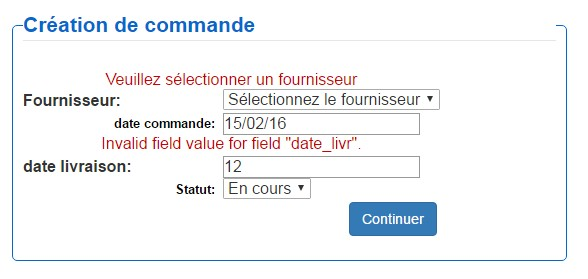 Création de commande
Veuillez sélectionner un fournisseur
Fournisseur: Sélectionnez le fournisseur
date commande: 15/02/16
Invalid field value for field "date_livr".
date livraison: 12
Statut: En cours
Continuer